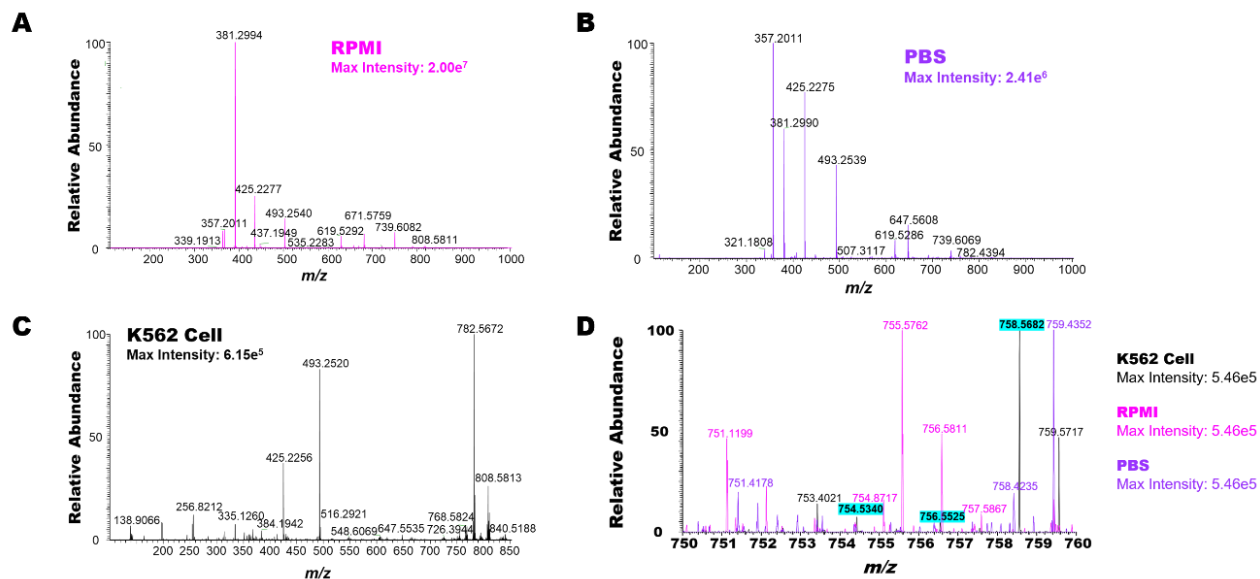 A
RPMI
Max Intensity: 2.00e⁷
Relative Abundance
100
50
0
381.2994
425.2277
357.2011
339.1913
437.1949
493.2540
535.2283
619.5292
671.5759
739.6082
808.5811
200 300 400 500 600 700 800 900 1000
m/z
B
PBS
Max Intensity: 2.41e⁶
Relative Abundance
100
50
0
357.2011
425.2275
381.2990
493.2539
321.1808
507.3117
619.5286
647.5608
739.6069
782.4394
200 300 400 500 600 700 800 900 1000
m/z
C
K562 Cell
Max Intensity: 6.15e⁵
Relative Abundance
100
50
0
782.5672
493.2520
425.2256
808.5813
256.8212
138.9066
335.1260
384.1942
516.2921
548.6069
647.5535
768.5824
726.3944
840.5188
200 250 300 350 400 450 500 550 600 650 700 750 800 850
m/z
D
Relative Abundance
100
50
0
755.5762
758.5682
759.4352
751.1199
756.5811
759.5717
751.4178
753.4021
754.8717
754.5340
756.5525
757.5867
758.4235
750 751 752 753 754 755 756 757 758 759 760
m/z
K562 Cell
Max Intensity: 5.46e5
RPMI
Max Intensity: 5.46e5
PBS
Max Intensity: 5.46e5